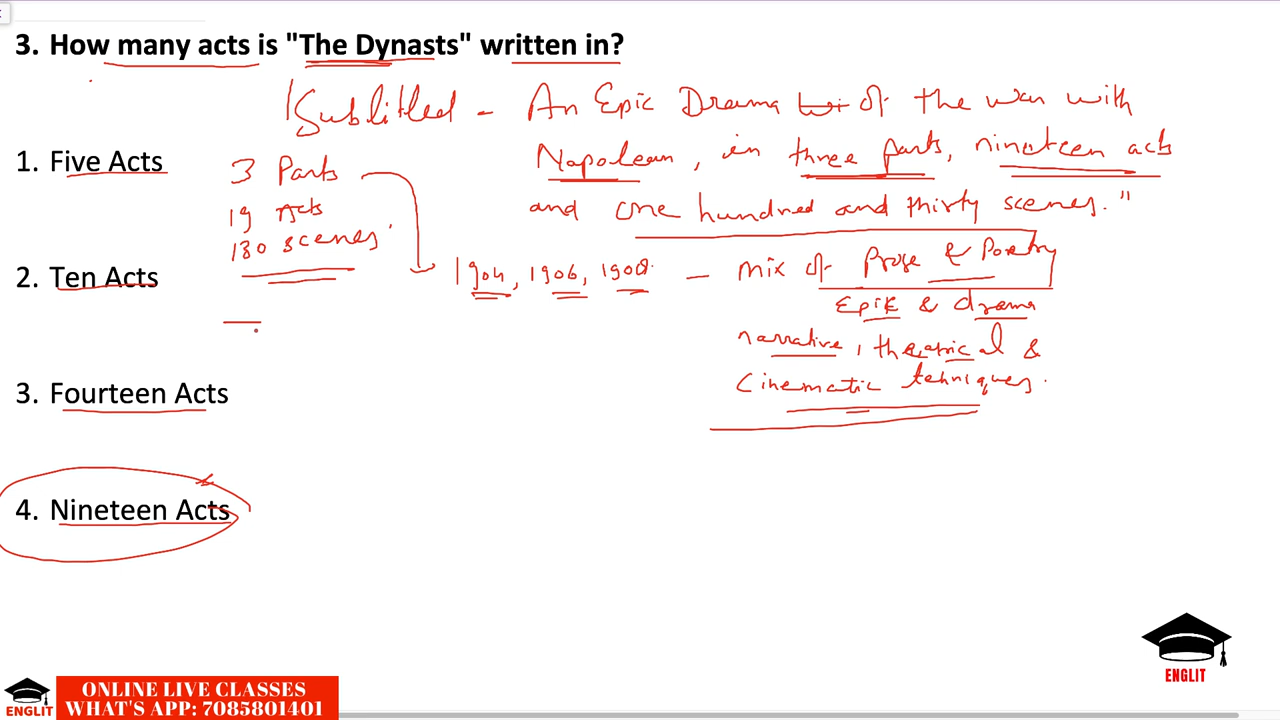 3. How many acts is "The Dynasts" written in?
Subtitled - An Epic Drama of the war with
Napoleon, in three parts, nineteen acts
and one hundred and thirty scenes."
1. Five Acts
3 Parts
19 Acts
130 scenes
2. Ten Acts
1904, 1906, 1908 - mix of Prose & Poetry
Epic & drama
narrative, theatrical &
Cinematic tehniques.
3. Fourteen Acts
4. Nineteen Acts
ENGLIT
ENGLIT
ONLINE LIVE CLASSES
WHAT'S APP: 7085801401